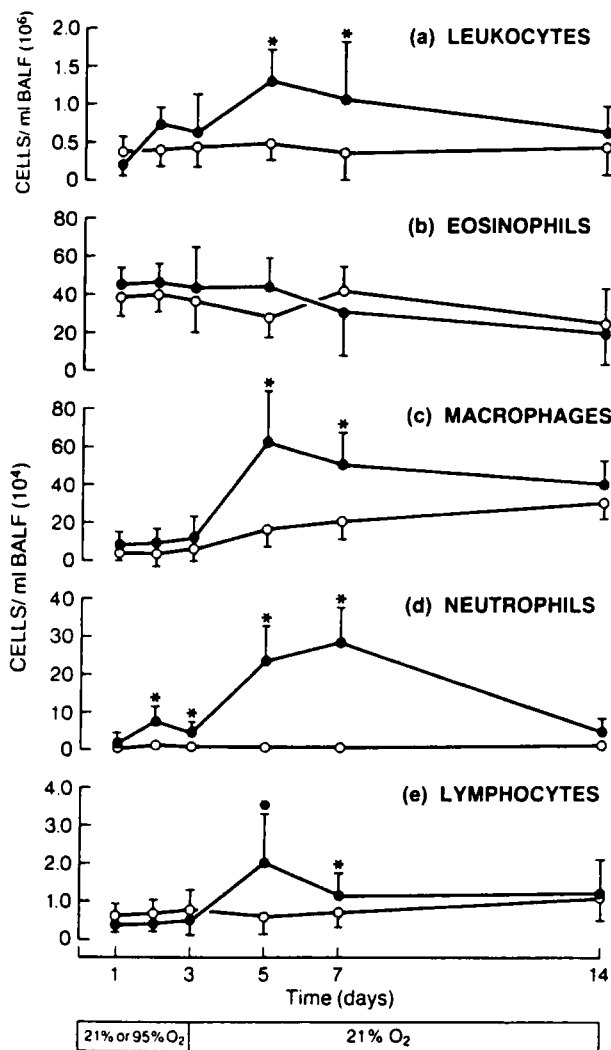 CELLS/ ml BALF (10⁶)
(a) LEUKOCYTES
2.0
1.5
1.0
0.5
0
* *
(b) EOSINOPHILS
80
60
40
20
0
(c) MACROPHAGES
80
60
40
20
0
* *
CELLS/ ml BALF (10⁴)
(d) NEUTROPHILS
40
30
20
10
0
* * * *
(e) LYMPHOCYTES
4.0
3.0
2.0
1.0
0
*
1 3 5 7 14
Time (days)
21% or 95% O₂ 21% O₂